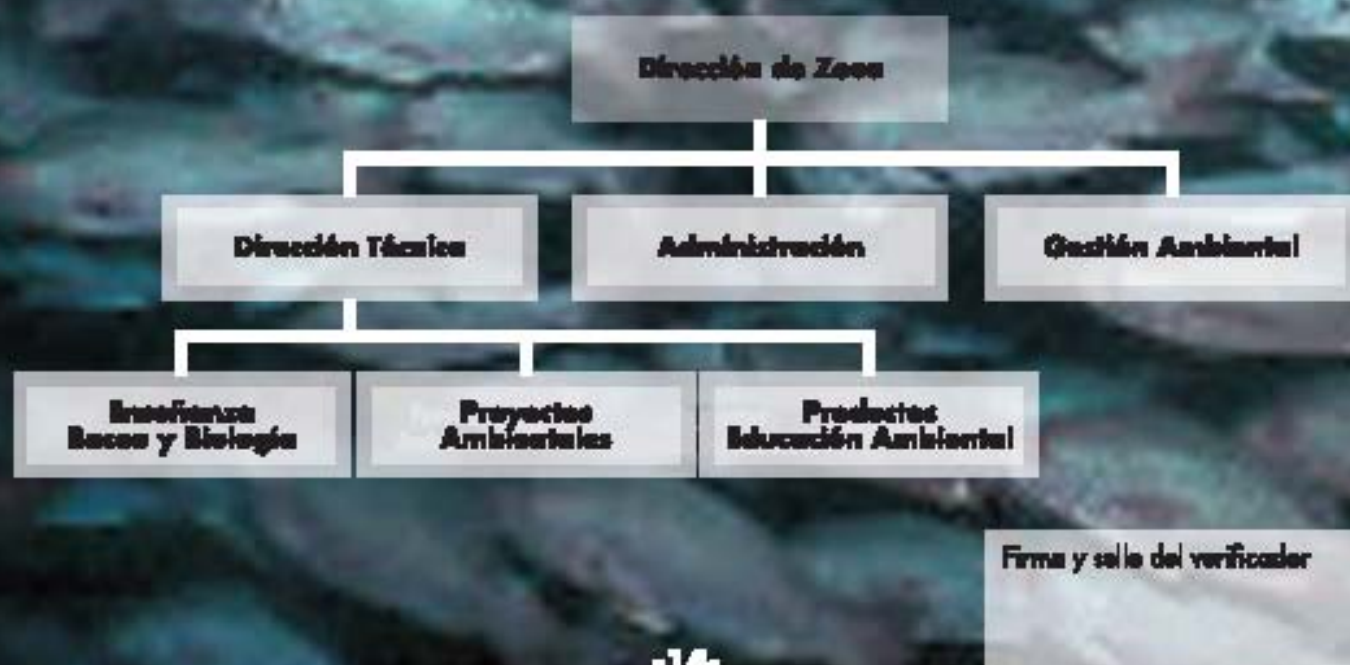 Dirección de Zona
Dirección Técnica
Administración
Gestión Ambiental
Enseñanza
Buceo y Biología
Proyectos
Ambientales
Productos
Educación Ambiental
Firma y sello del verificador
-14-